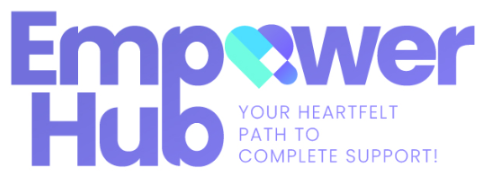 Empower
Hub
YOUR HEARTFELT
PATH TO
COMPLETE SUPPORT!